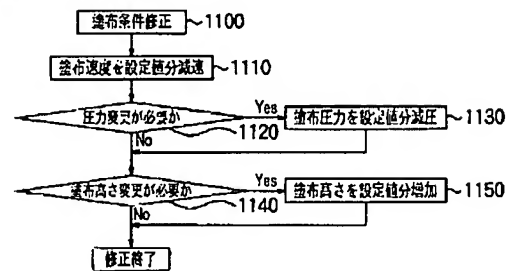 塗布条件修正 1100
塗布速度を設定値分減速 1110
圧力変更が必要か 1120
Yes
塗布圧力を設定値分減圧 1130
No
塗布高さ変更が必要か 1140
Yes
塗布高さを設定値分増加 1150
No
修正終了